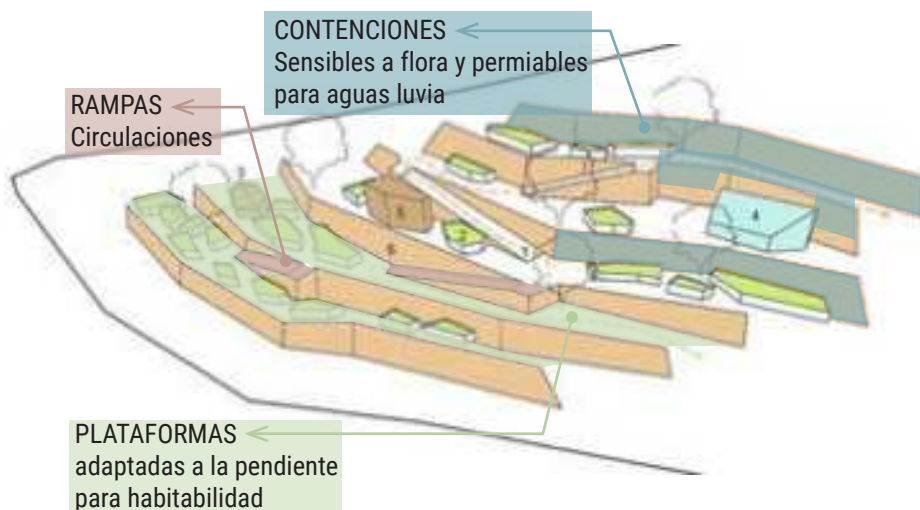 CONTENCIONES
Sensibles a flora y permiables
para aguas luvia
RAMPAS
Circulaciones
PLATAFORMAS
adaptadas a la pendiente
para habitabilidad